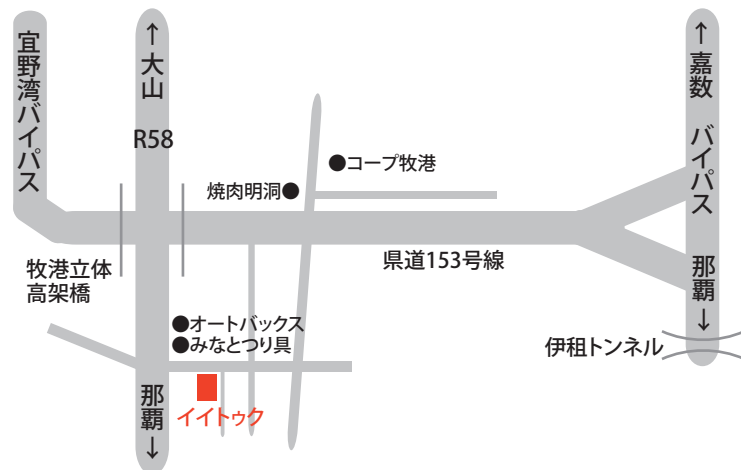 宜野湾バイパス
↑大山
R58
↑嘉数 バイパス 那覇↓
●コープ牧港
焼肉明洞●
県道153号線
牧港立体
高架橋
●オートバックス
●みなとつり具
伊祖トンネル
イイトゥク
那覇↓